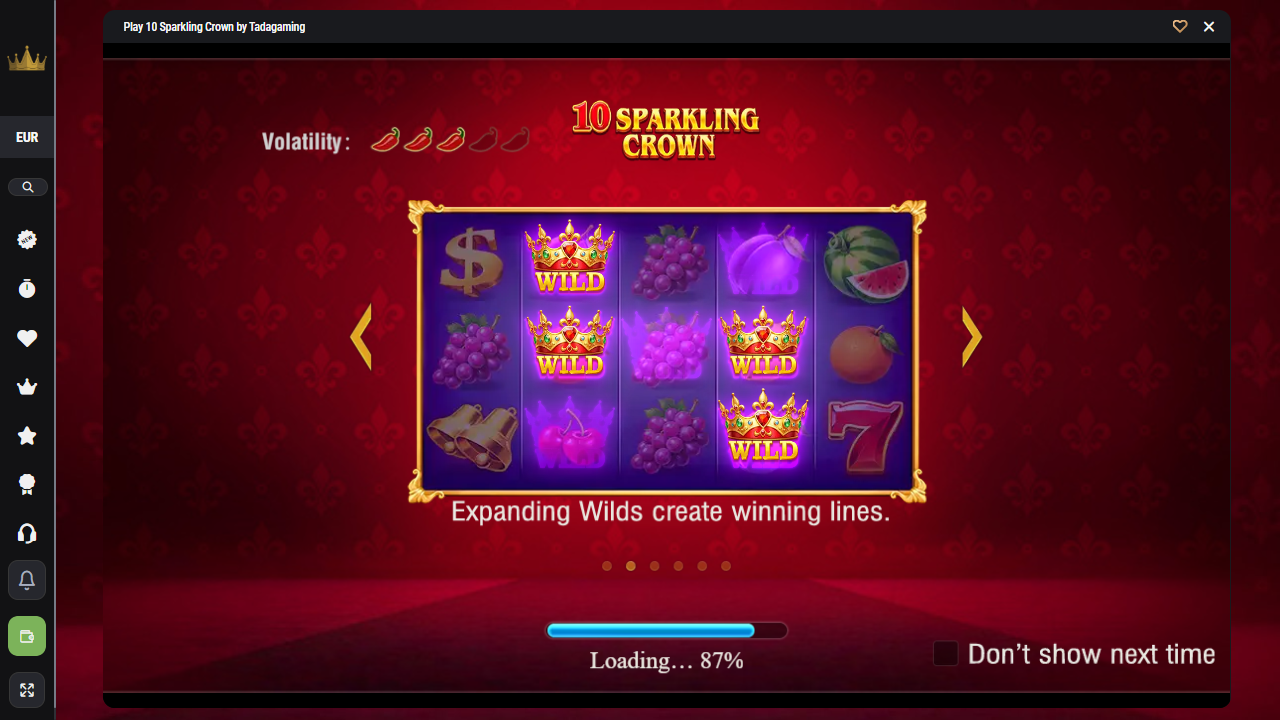 Play 10 Sparkling Crown by Tadagaming
EUR
NEW
Volatility:
10 SPARKLING
CROWN
WILD
WILD
WILD
WILD
Expanding Wilds create winning lines.
Loading... 87%
Don't show next time